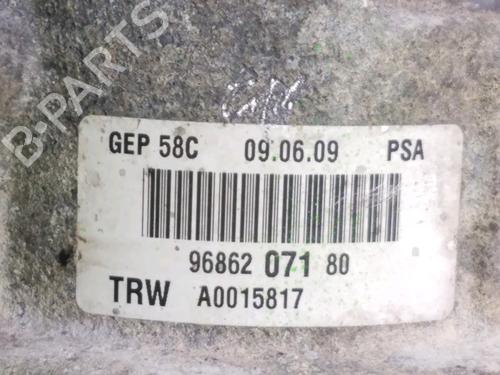 B-PARTS
GEP 58C 09.06.09 PSA
96862 071 80
TRW A0015817